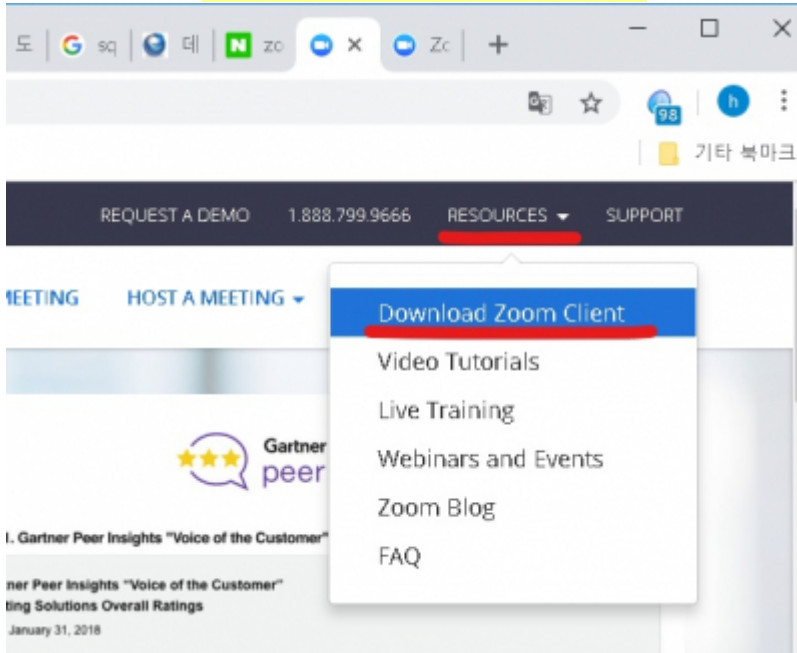 도 sq 데 zo Zc
98 h
기타 북마크
REQUEST A DEMO 1.888.799.9666 RESOURCES SUPPORT
MEETING HOST A MEETING
Download Zoom Client
Video Tutorials
Live Training
Webinars and Events
Zoom Blog
FAQ
Gartner
peer
1. Gartner Peer Insights "Voice of the Customer"
ner Peer Insights "Voice of the Customer"
ting Solutions Overall Ratings
January 31, 2018